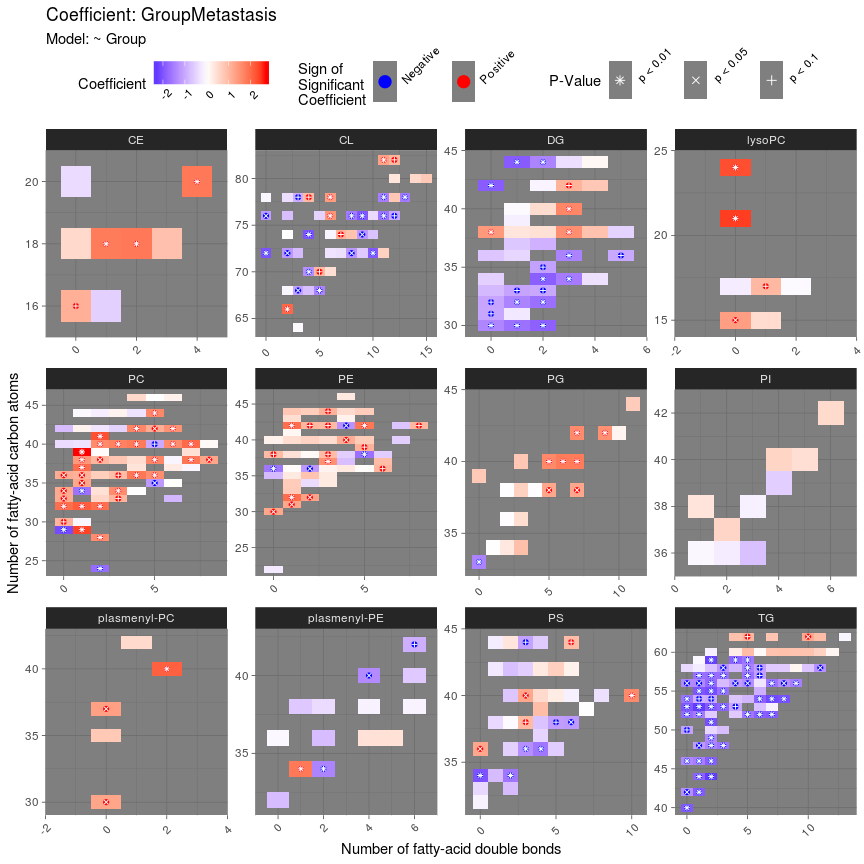 Coefficient: GroupMetastasis
Model: ~ Group
Coefficient
-2 -1 0 1 2
Sign of
Significant
Coefficient
Negative
Positive
P-Value
p < 0.01
p < 0.05
p < 0.1
Number of fatty-acid carbon atoms
CE
20
18
16
0 2 4
CL
80
75
70
65
0 5 10 15
DG
45
40
35
30
0 2 4 6
lysoPC
25
20
15
-2 0 2 4
PC
45
40
35
30
25
0 5
PE
45
40
35
30
25
0 5
PG
45
40
35
0 5 10
PI
42
40
38
36
0 2 4 6
plasmenyl-PC
40
35
30
-2 0 2 4
plasmenyl-PE
40
35
0 2 4 6
PS
45
40
35
0 5 10
TG
60
55
50
45
40
0 5 10
Number of fatty-acid double bonds